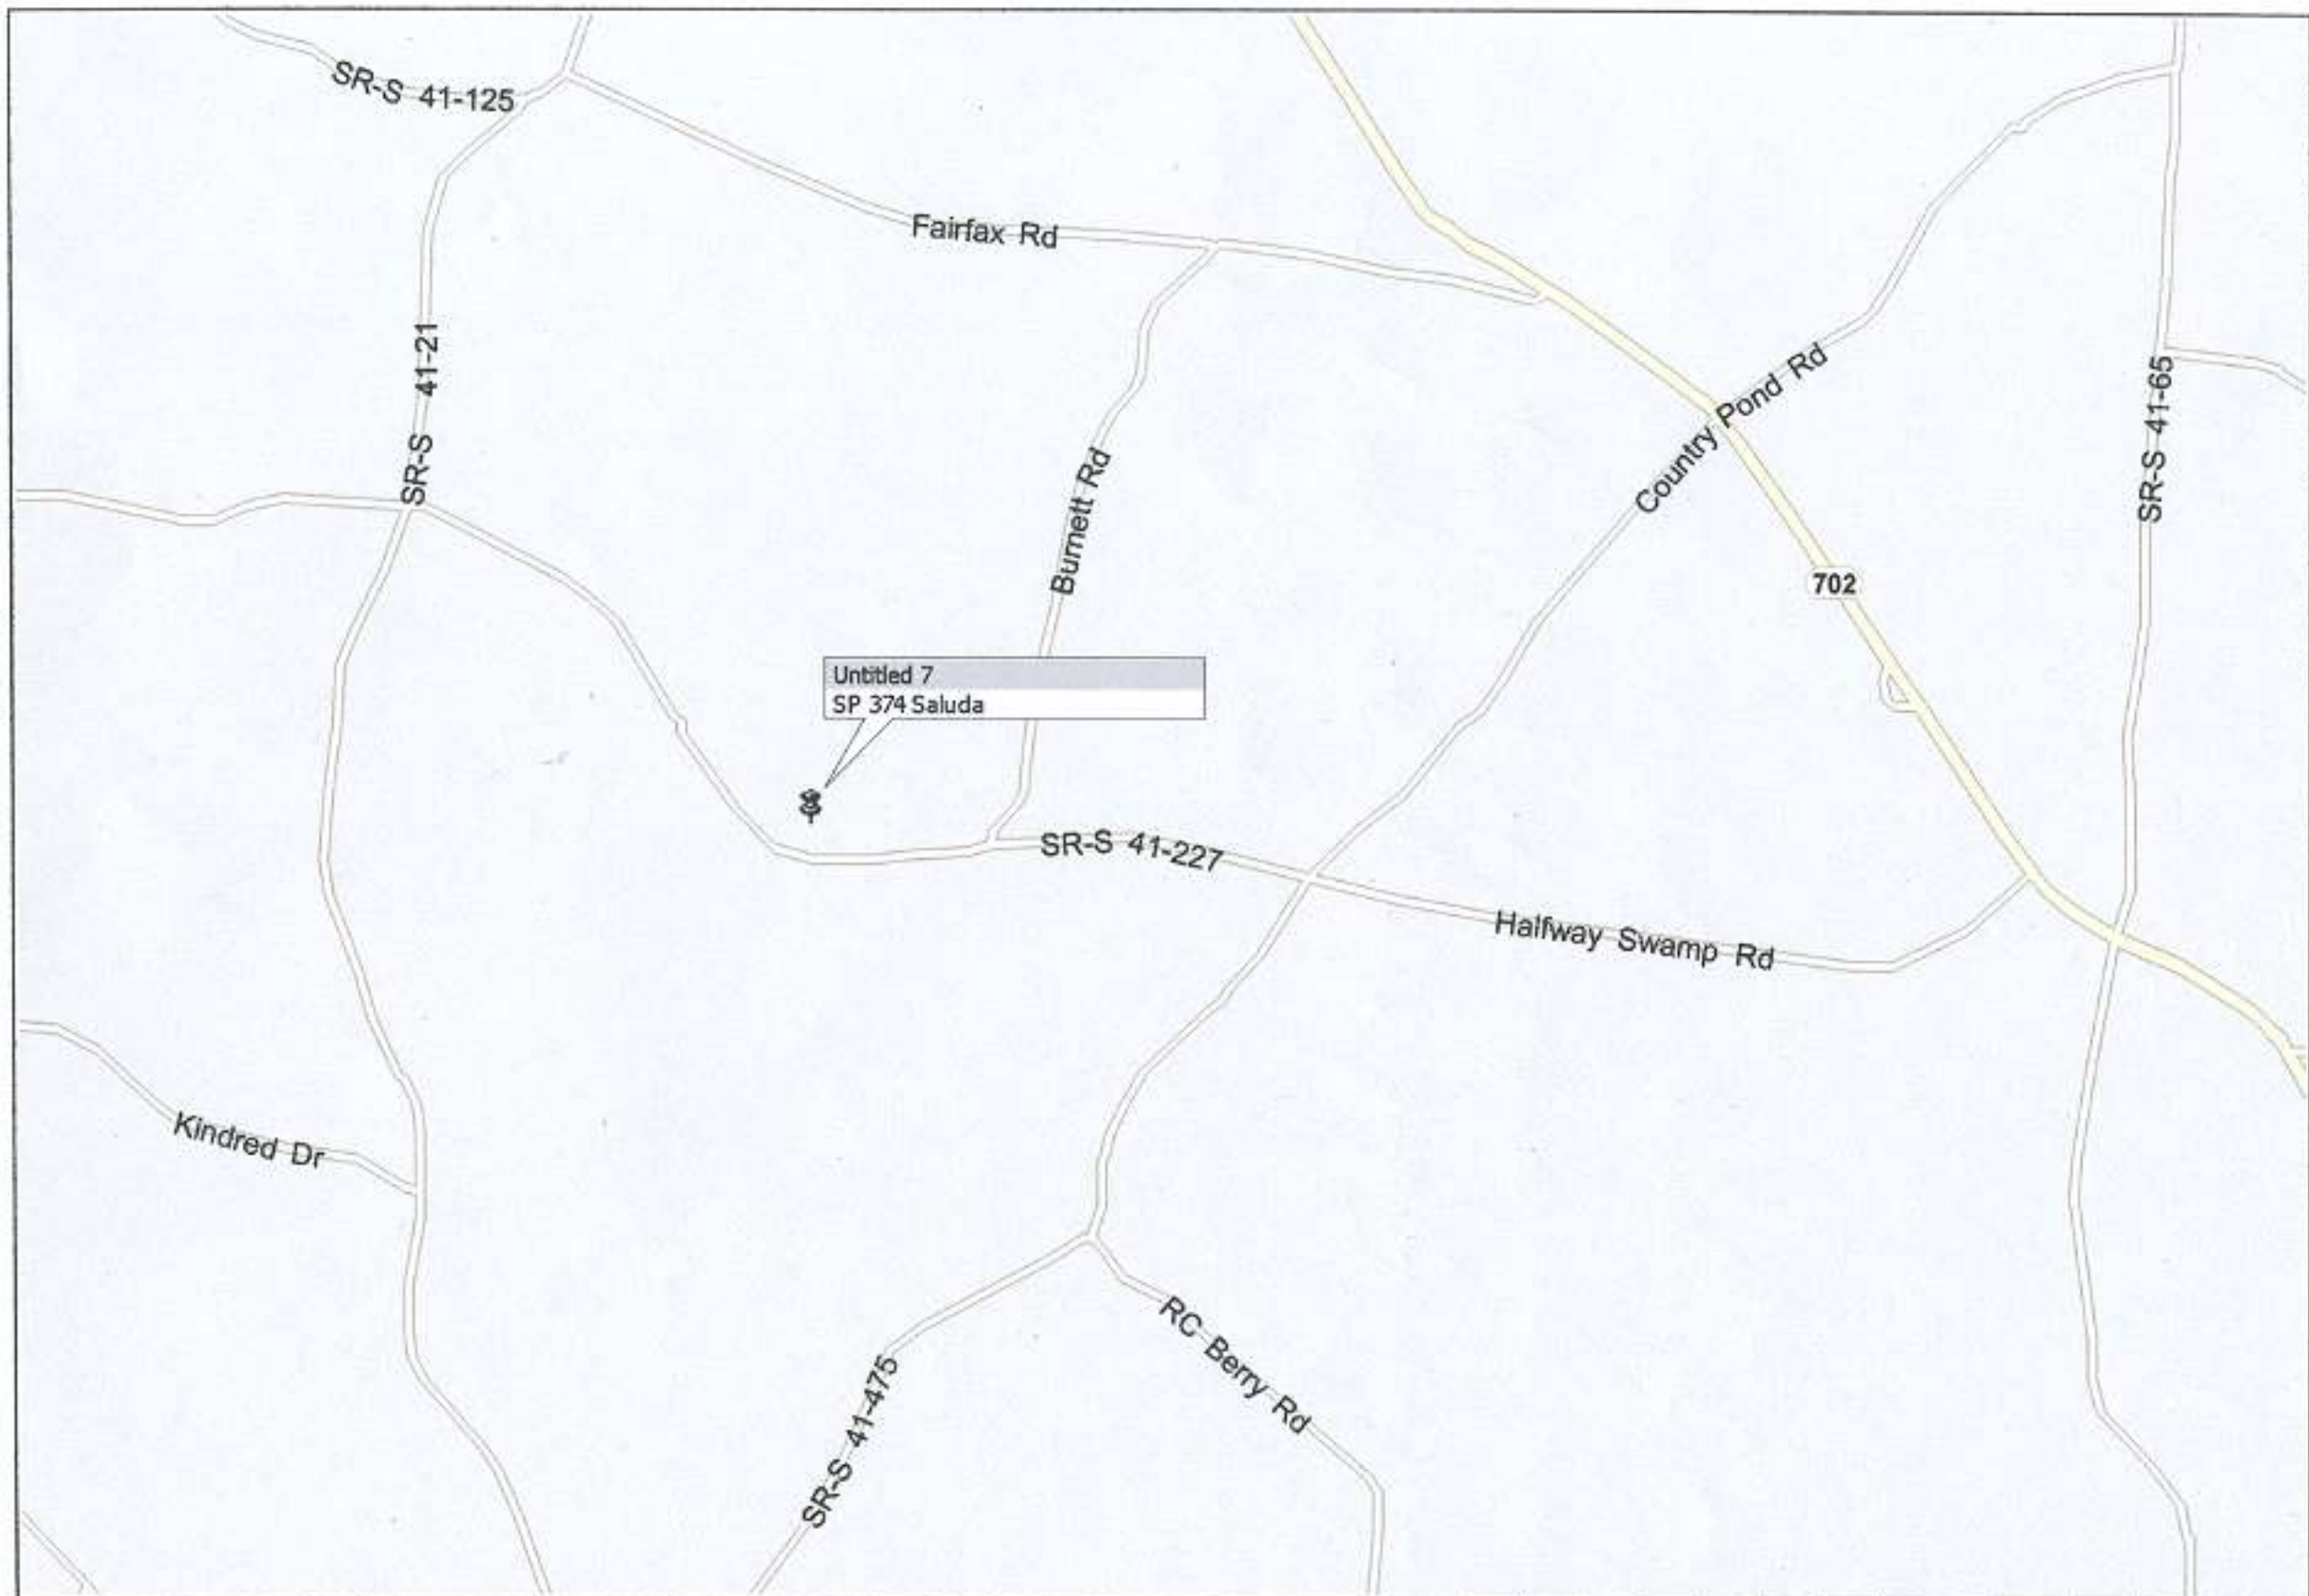 SR-S 41-125
Fairfax Rd
SR-S 41-21
Country Pond Rd
SR-S 41-65
Burnett Rd
702
Untitled 7
SP 374 Saluda
SR-S 41-227
Halfway Swamp Rd
Kindred Dr
RC Berry Rd
SR-S 41-475